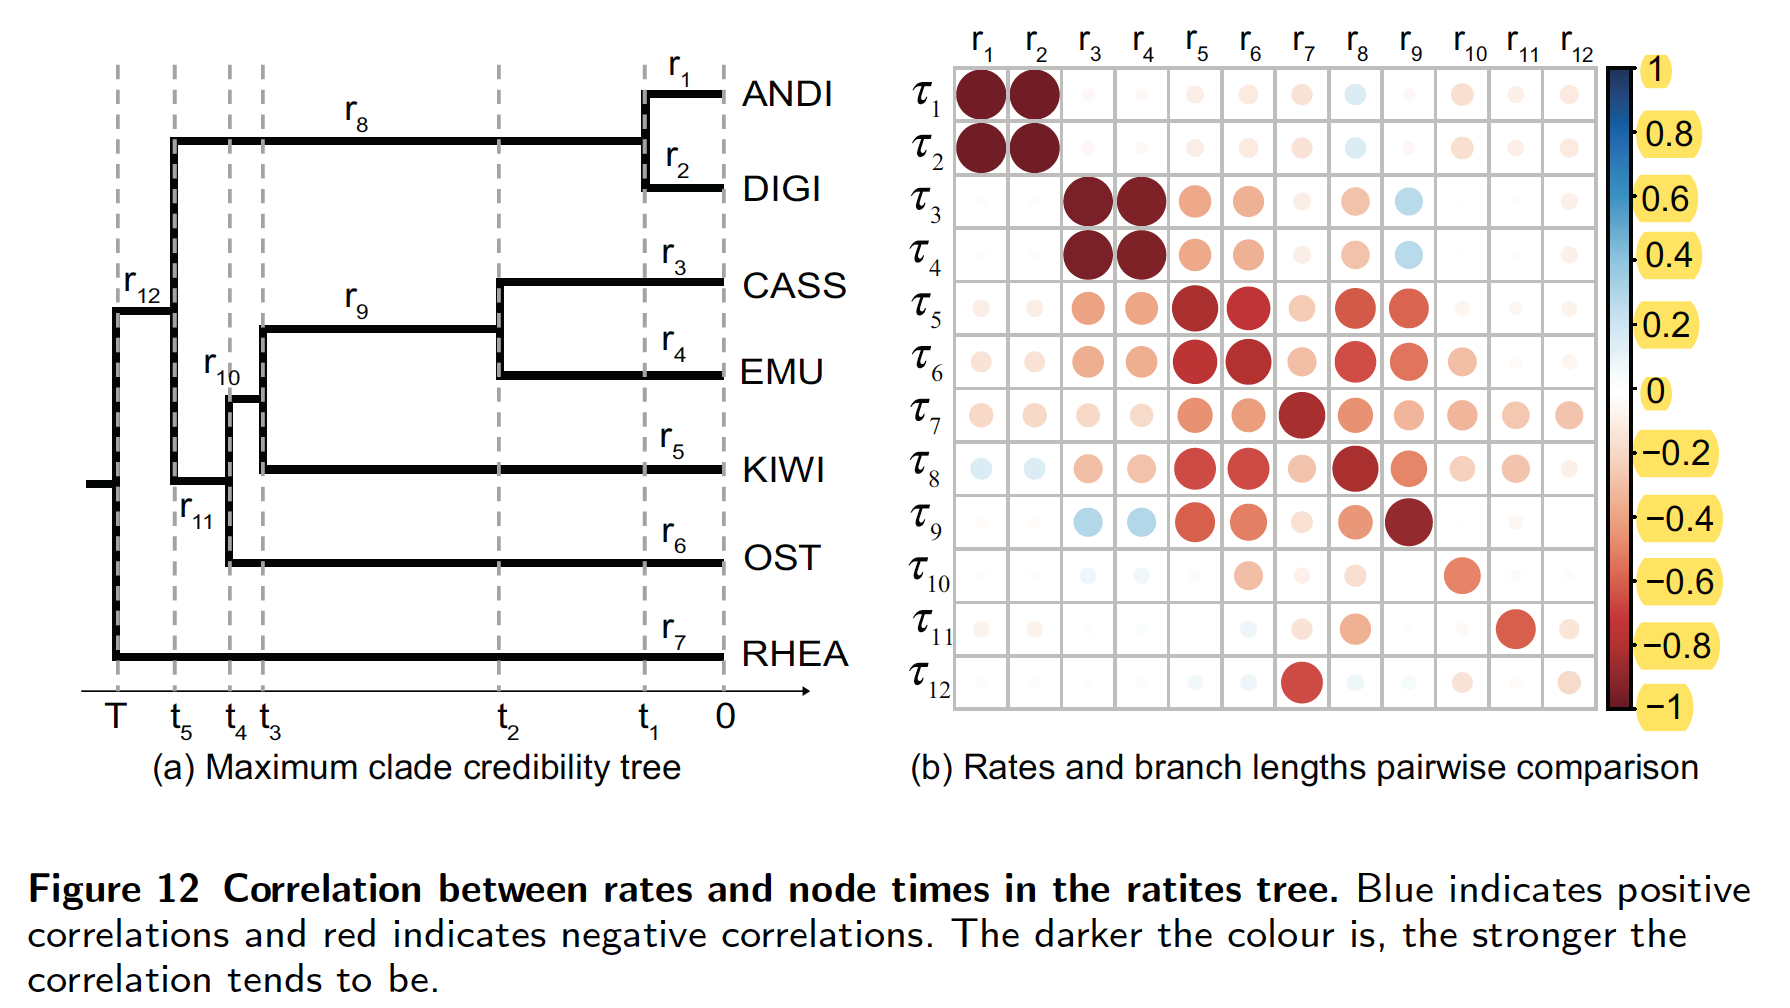 r1
ANDI
r8
r2
DIGI
r3
CASS
r12
r9
r4
EMU
r10
r5
KIWI
r11
r6
OST
r7
RHEA
T t5 t4 t3 t2 t1 0
(a) Maximum clade credibility tree
r1 r2 r3 r4 r5 r6 r7 r8 r9 r10 r11 r12
τ1
τ2
τ3
τ4
τ5
τ6
τ7
τ8
τ9
τ10
τ11
τ12
1
0.8
0.6
0.4
0.2
0
−0.2
−0.4
−0.6
−0.8
−1
(b) Rates and branch lengths pairwise comparison
Figure 12 Correlation between rates and node times in the ratites tree. Blue indicates positive
correlations and red indicates negative correlations. The darker the colour is, the stronger the
correlation tends to be.